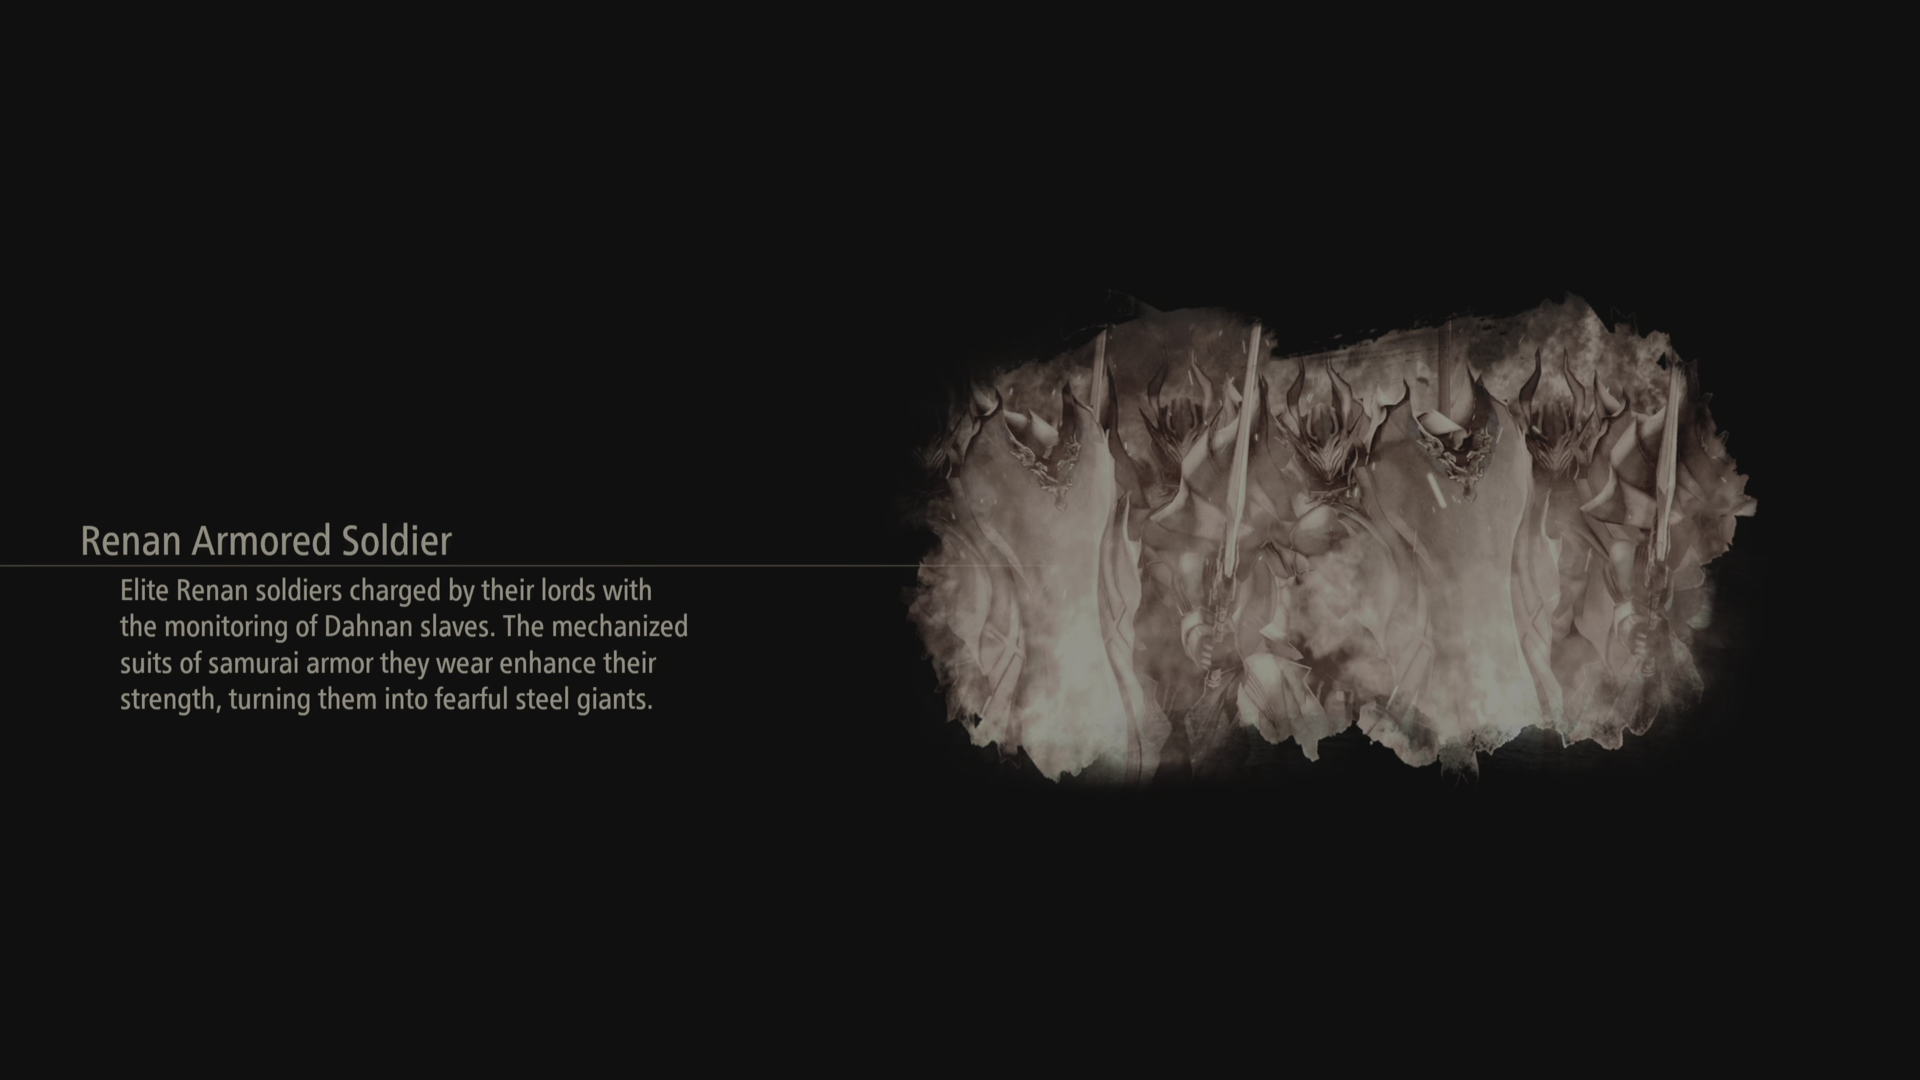 Renan Armored Soldier
Elite Renan soldiers charged by their lords with
the monitoring of Dahnan slaves. The mechanized
suits of samurai armor they wear enhance their
strength, turning them into fearful steel giants.